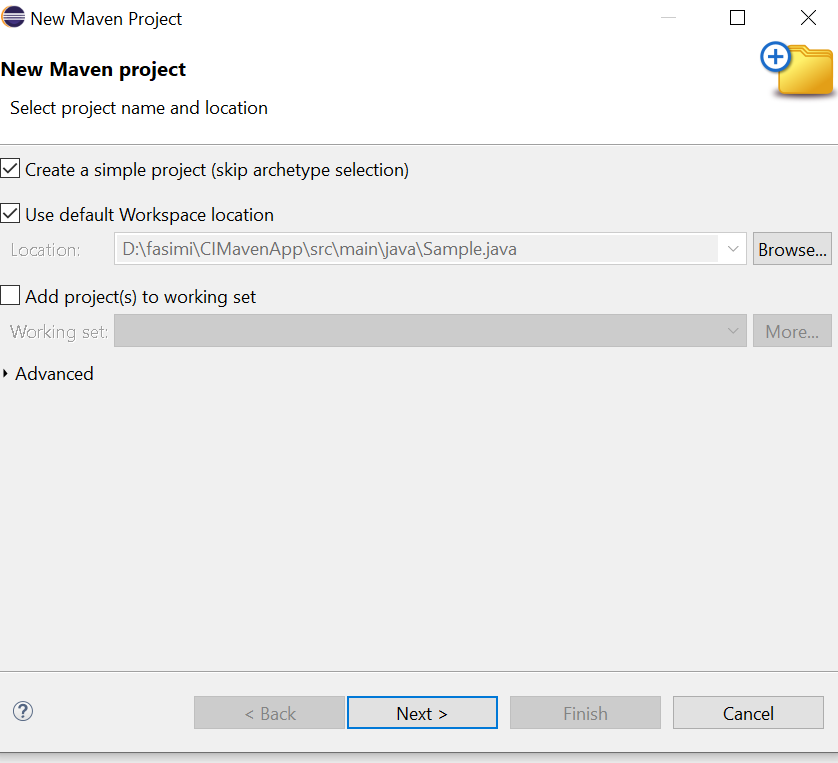 New Maven Project
New Maven project
Select project name and location
Create a simple project (skip archetype selection)
Use default Workspace location
Location: D:\fasimi\CIMavenApp\src\main\java\Sample.java Browse...
Add project(s) to working set
Working set: More...
Advanced
? < Back Next > Finish Cancel